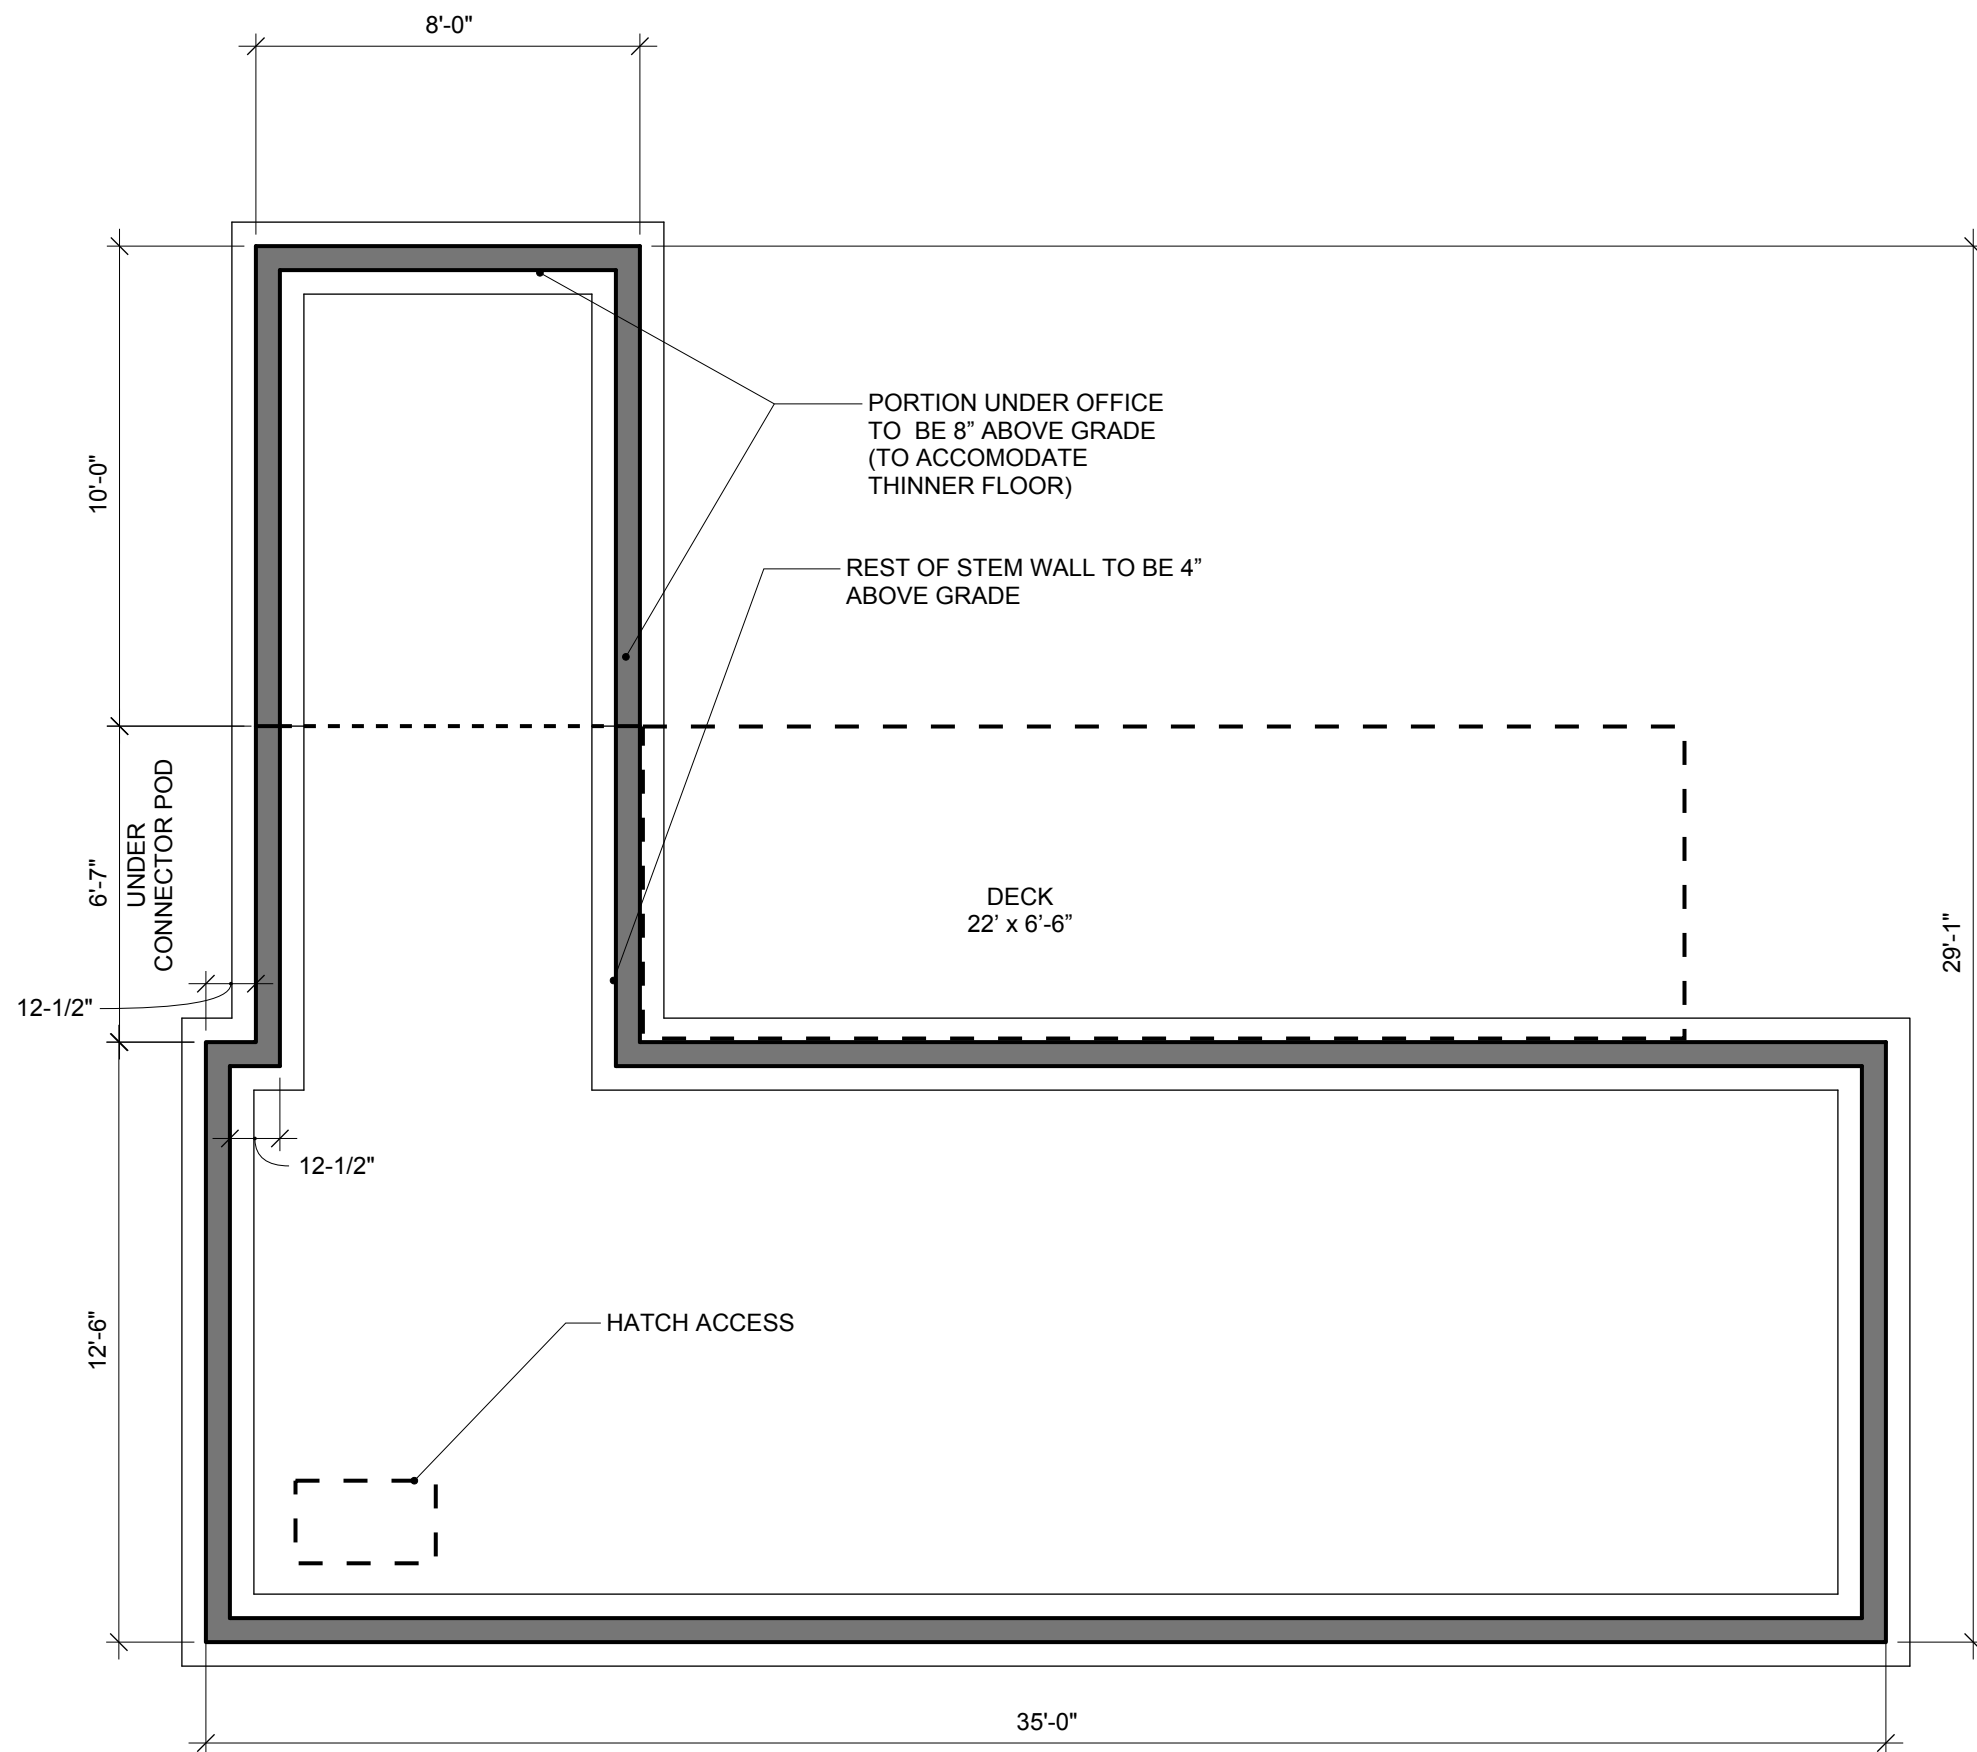 8'-0"
PORTION UNDER OFFICE
TO  BE 8” ABOVE GRADE
(TO ACCOMODATE
THINNER FLOOR)
10'-0"
REST OF STEM WALL TO BE 4”
ABOVE GRADE
6'-7"
UNDER
CONNECTOR POD
DECK
22’ x 6’-6”
29'-1"
12-1/2"
12-1/2"
12'-6"
HATCH ACCESS
35'-0"